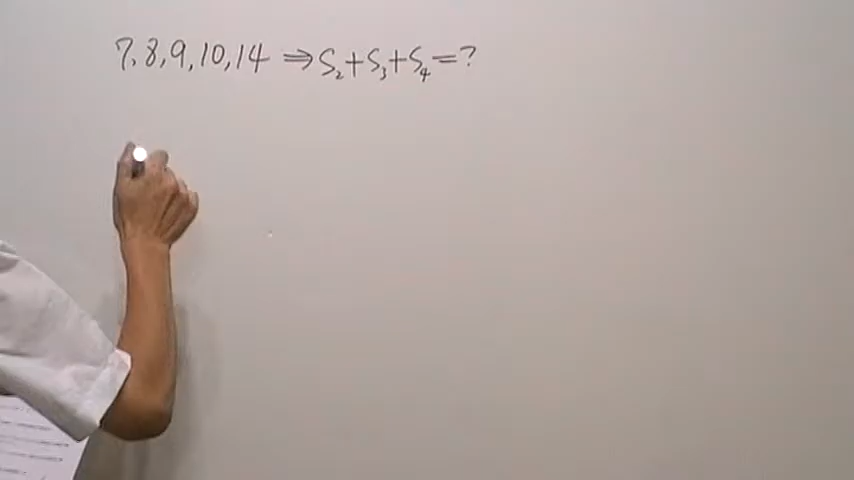 7, 8, 9, 10, 14 ⇒ S₂+S₃+S₄=?